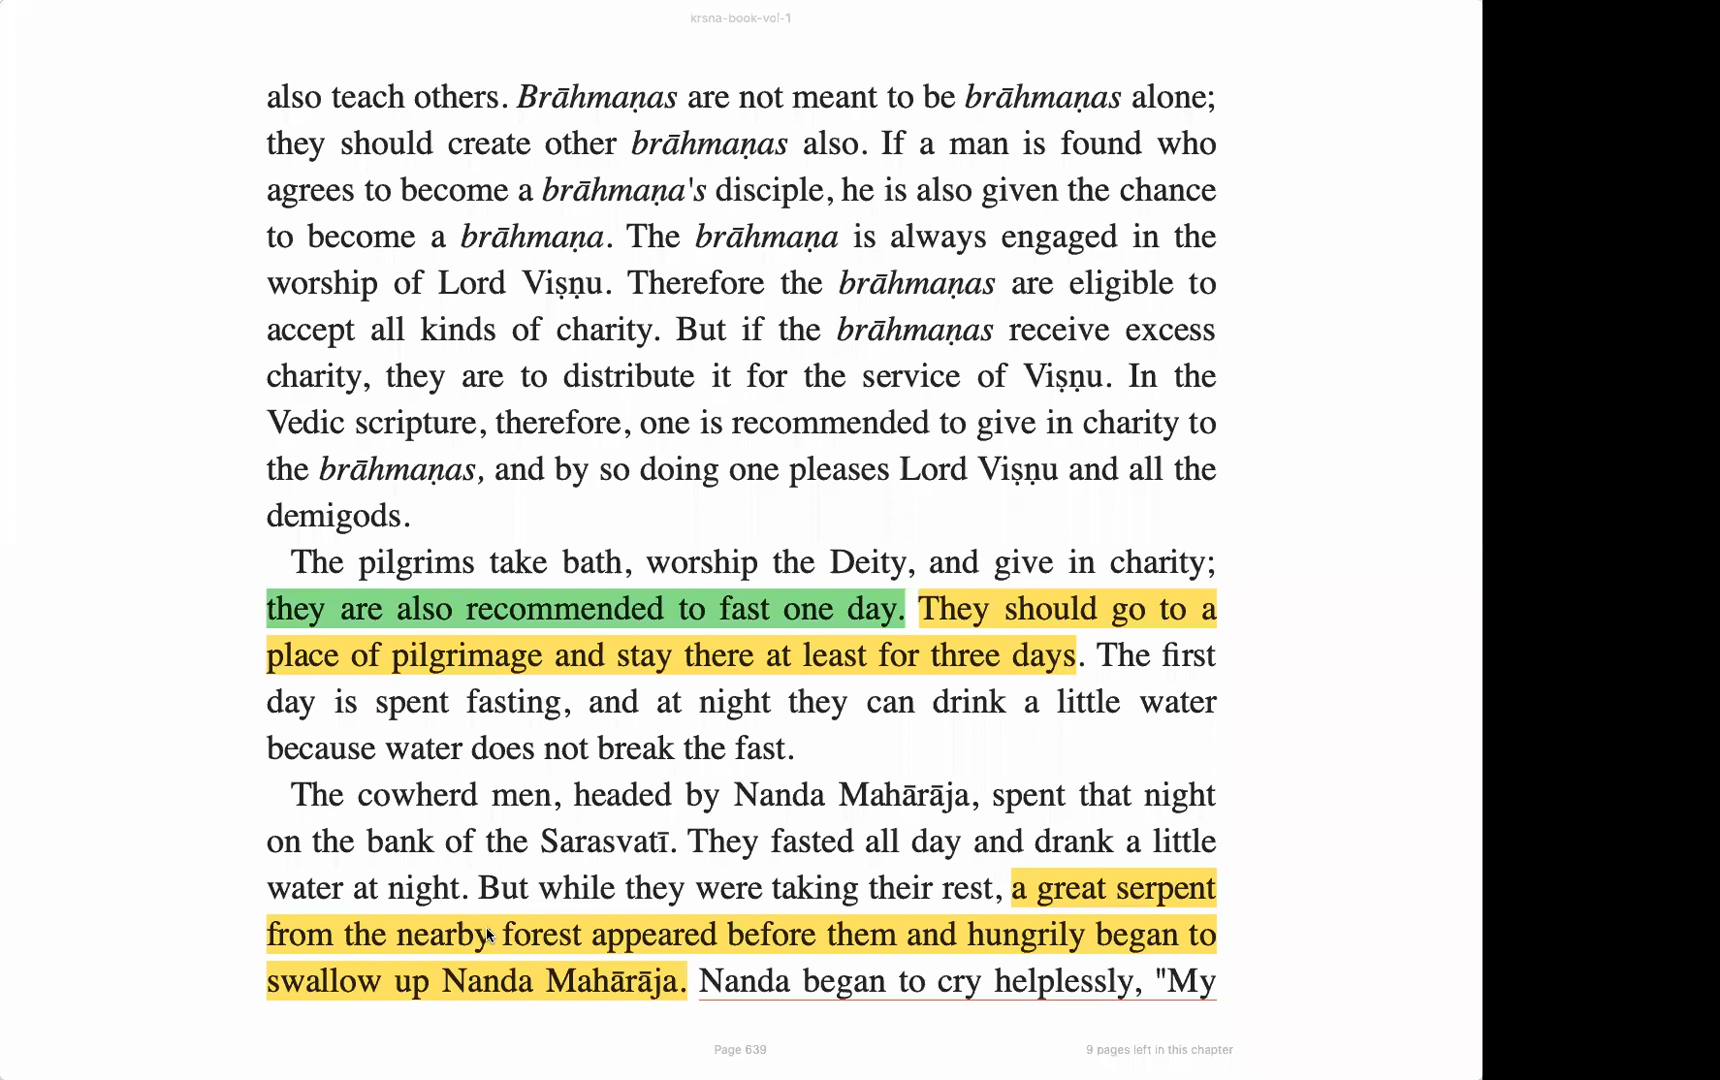 krsna-book-vol-1
also teach others. Brāhmaṇas are not meant to be brāhmaṇas alone;
they should create other brāhmaṇas also. If a man is found who
agrees to become a brāhmaṇa's disciple, he is also given the chance
to become a brāhmaṇa. The brāhmaṇa is always engaged in the
worship of Lord Viṣṇu. Therefore the brāhmaṇas are eligible to
accept all kinds of charity. But if the brāhmaṇas receive excess
charity, they are to distribute it for the service of Viṣṇu. In the
Vedic scripture, therefore, one is recommended to give in charity to
the brāhmaṇas, and by so doing one pleases Lord Viṣṇu and all the
demigods.
The pilgrims take bath, worship the Deity, and give in charity;
they are also recommended to fast one day. They should go to a
place of pilgrimage and stay there at least for three days. The first
day is spent fasting, and at night they can drink a little water
because water does not break the fast.
The cowherd men, headed by Nanda Mahārāja, spent that night
on the bank of the Sarasvatī. They fasted all day and drank a little
water at night. But while they were taking their rest, a great serpent
from the nearby forest appeared before them and hungrily began to
swallow up Nanda Mahārāja. Nanda began to cry helplessly, "My
Page 639
9 pages left in this chapter